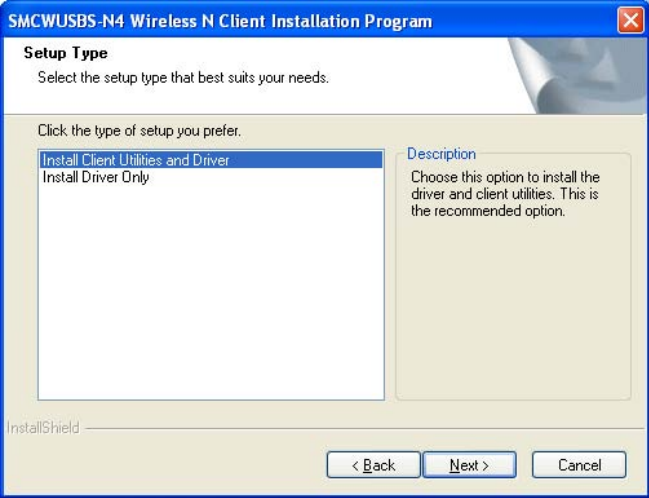 SMCWUSBS-N4 Wireless N Client Installation Program
Setup Type
Select the setup type that best suits your needs.
Click the type of setup you prefer.
Install Client Utilities and Driver
Install Driver Only
Description
Choose this option to install the
driver and client utilities. This is
the recommended option.
InstallShield
< Back
Next >
Cancel